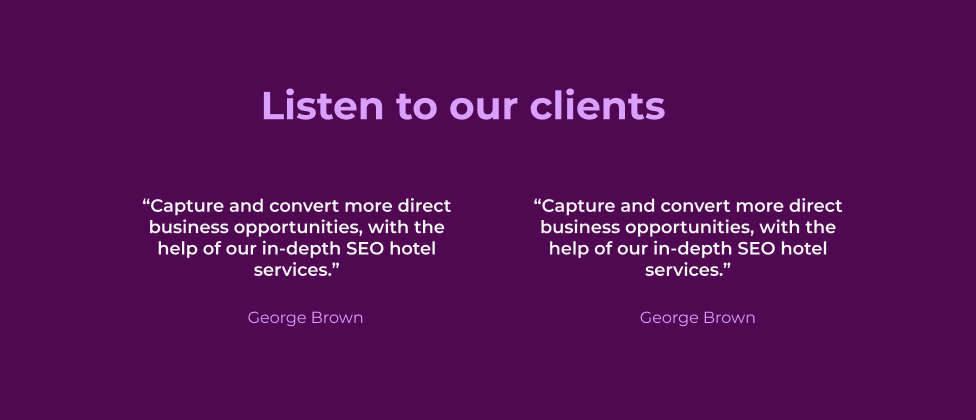 Listen to our clients
“Capture and convert more direct
business opportunities, with the
help of our in-depth SEO hotel
services.”
George Brown
“Capture and convert more direct
business opportunities, with the
help of our in-depth SEO hotel
services.”
George Brown